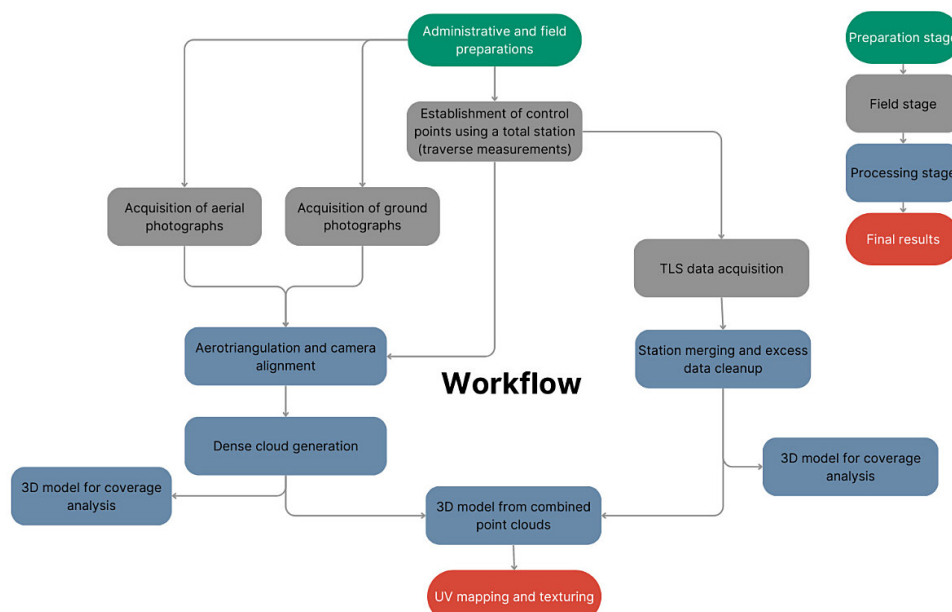 Administrative and field
preparations
Preparation stage
Establishment of control
points using a total station
(traverse measurements)
Field stage
Processing stage
Final results
Acquisition of aerial
photographs
Acquisition of ground
photographs
TLS data acquisition
Aerotriangulation and camera
alignment
Station merging and excess
data cleanup
Workflow
Dense cloud generation
3D model for coverage
analysis
3D model for coverage
analysis
3D model from combined
point clouds
UV mapping and texturing